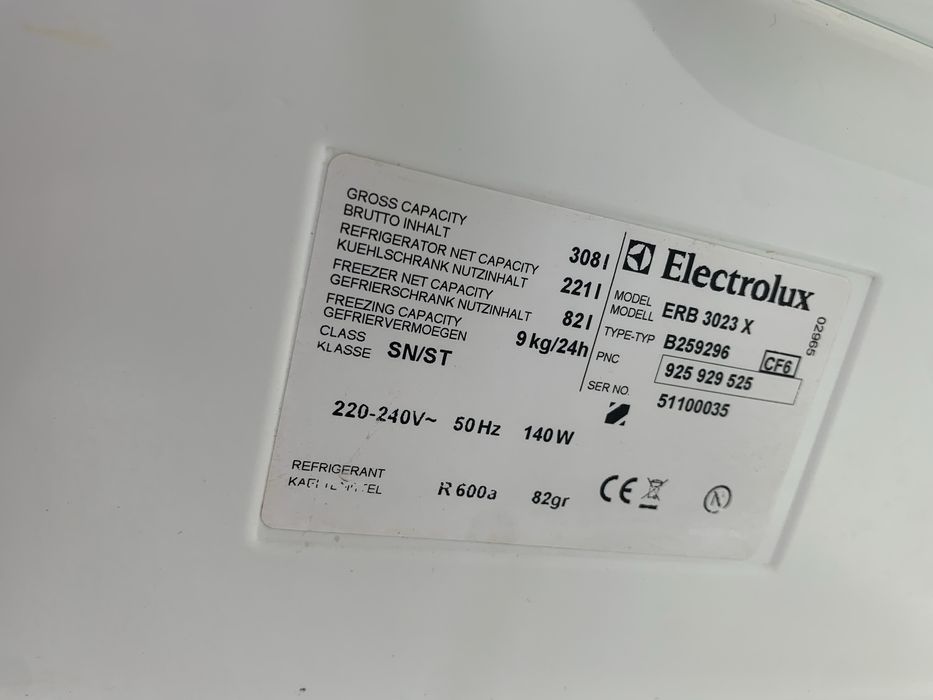 GROSS CAPACITY
BRUTTO INHALT
308 l
REFRIGERATOR NET CAPACITY
KUEHLSCHRANK NUTZINHALT
221 l
FREEZER NET CAPACITY
GEFRIERSCHRANK NUTZINHALT
82 l
FREEZING CAPACITY
GEFRIERVERMOEGEN
9 kg/24h
CLASS
KLASSE
SN/ST
Electrolux
MODEL
MODELL
ERB 3023 X
TYPE-TYP
B259296
CF6
PNC
925 929 525
SER NO.
51100035
02965
220-240V~ 50 Hz 140 W
REFRIGERANT
R 600a 82gr
CE
N